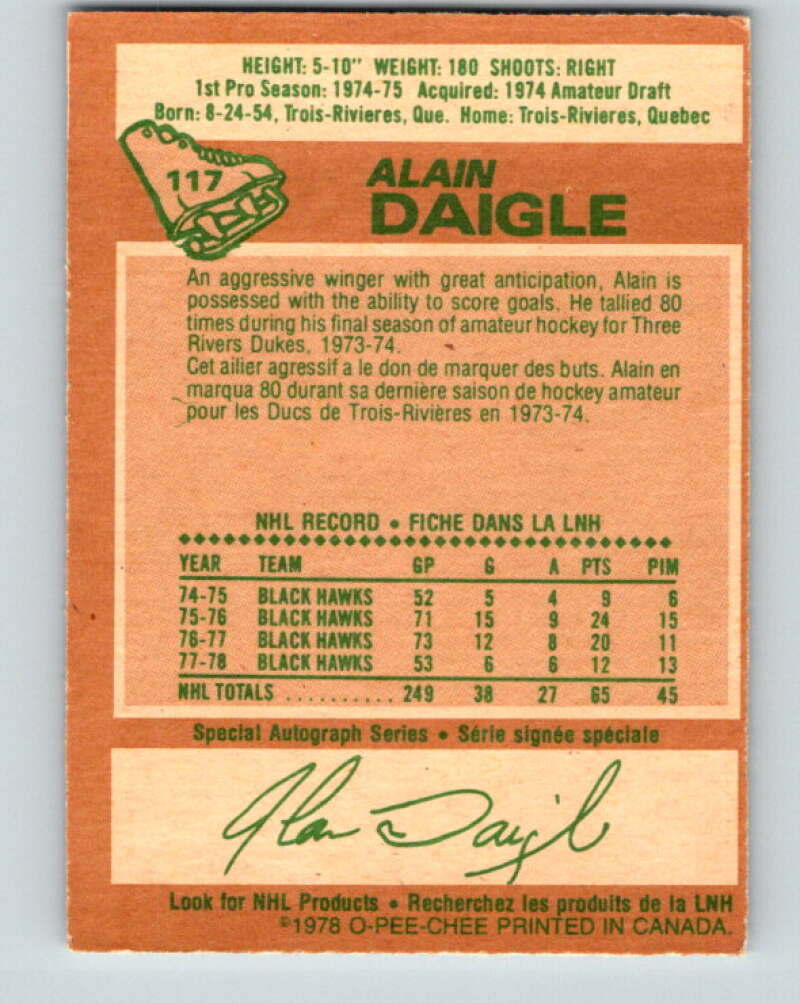 HEIGHT: 5-10" WEIGHT: 180 SHOOTS: RIGHT
1st Pro Season: 1974-75 Acquired: 1974 Amateur Draft
Born: 8-24-54, Trois-Rivieres, Que. Home: Trois-Rivieres, Quebec
117
ALAIN
DAIGLE
An aggressive winger with great anticipation, Alain is
possessed with the ability to score goals. He tallied 80
times during his final season of amateur hockey for Three
Rivers Dukes, 1973-74.
Cet ailier agressif a le don de marquer des buts. Alain en
marqua 80 durant sa dernière saison de hockey amateur
pour les Ducs de Trois-Rivières en 1973-74.
NHL RECORD • FICHE DANS LA LNH
YEAR TEAM GP G A PTS PIM
74-75 BLACK HAWKS 52 5 4 9 6
75-76 BLACK HAWKS 71 15 9 24 15
76-77 BLACK HAWKS 73 12 8 20 11
77-78 BLACK HAWKS 53 6 6 12 13
NHL TOTALS .......... 249 38 27 65 45
Special Autograph Series • Série signée spéciale
Alain Daigle
Look for NHL Products • Recherchez les produits de la LNH
©1978 O-PEE-CHEE PRINTED IN CANADA.